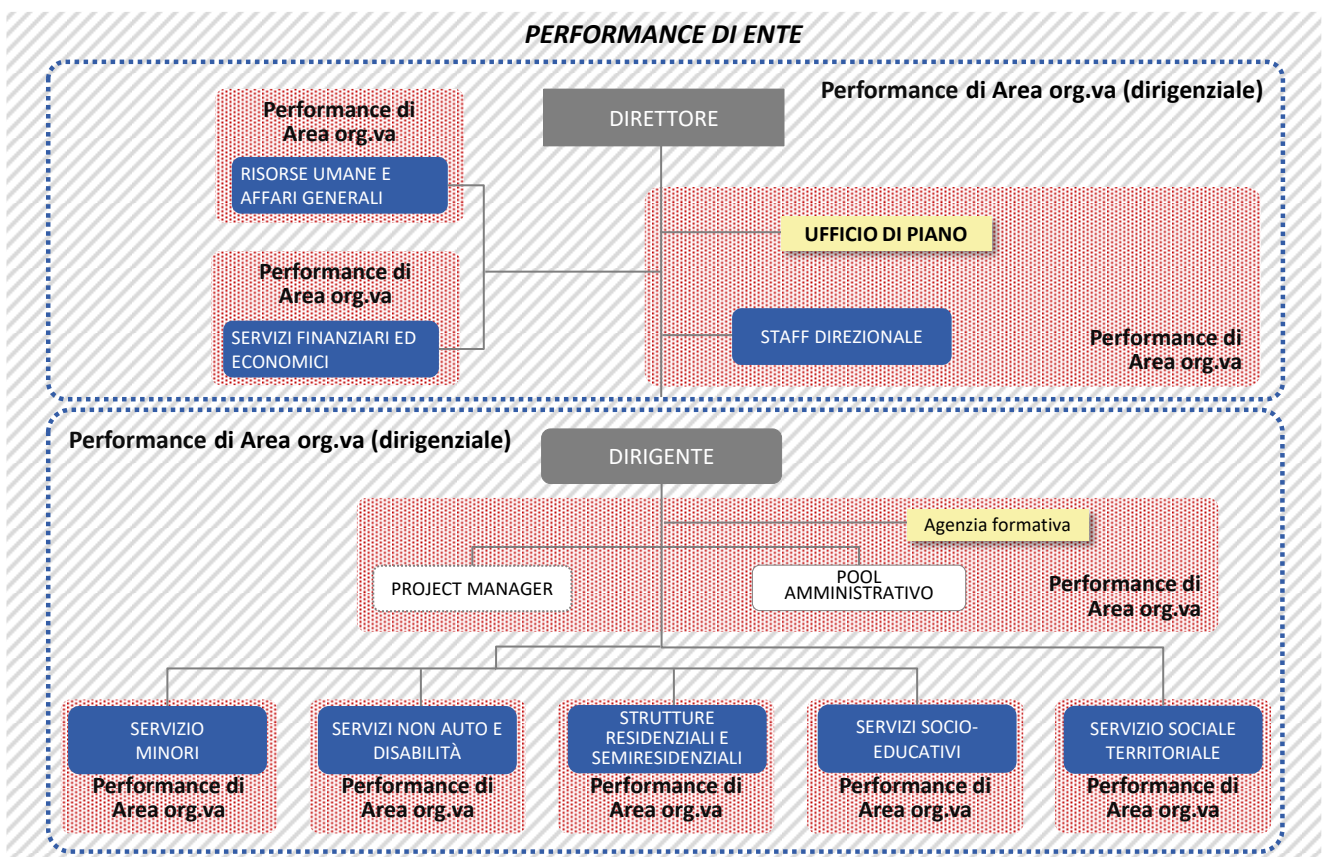 PERFORMANCE DI ENTE
Performance di Area org.va (dirigenziale)
DIRETTORE
Performance di
Area org.va
RISORSE UMANE E
AFFARI GENERALI
UFFICIO DI PIANO
Performance di
Area org.va
SERVIZI FINANZIARI ED
ECONOMICI
STAFF DIREZIONALE
Performance di
Area org.va
Performance di Area org.va (dirigenziale)
DIRIGENTE
Agenzia formativa
PROJECT MANAGER
POOL
AMMINISTRATIVO
Performance di
Area org.va
SERVIZIO
MINORI
Performance di
Area org.va
SERVIZI NON AUTO E
DISABILITÀ
Performance di
Area org.va
STRUTTURE
RESIDENZIALI E
SEMIRESIDENZIALI
Performance di
Area org.va
SERVIZI SOCIO-
EDUCATIVI
Performance di
Area org.va
SERVIZIO SOCIALE
TERRITORIALE
Performance di
Area org.va